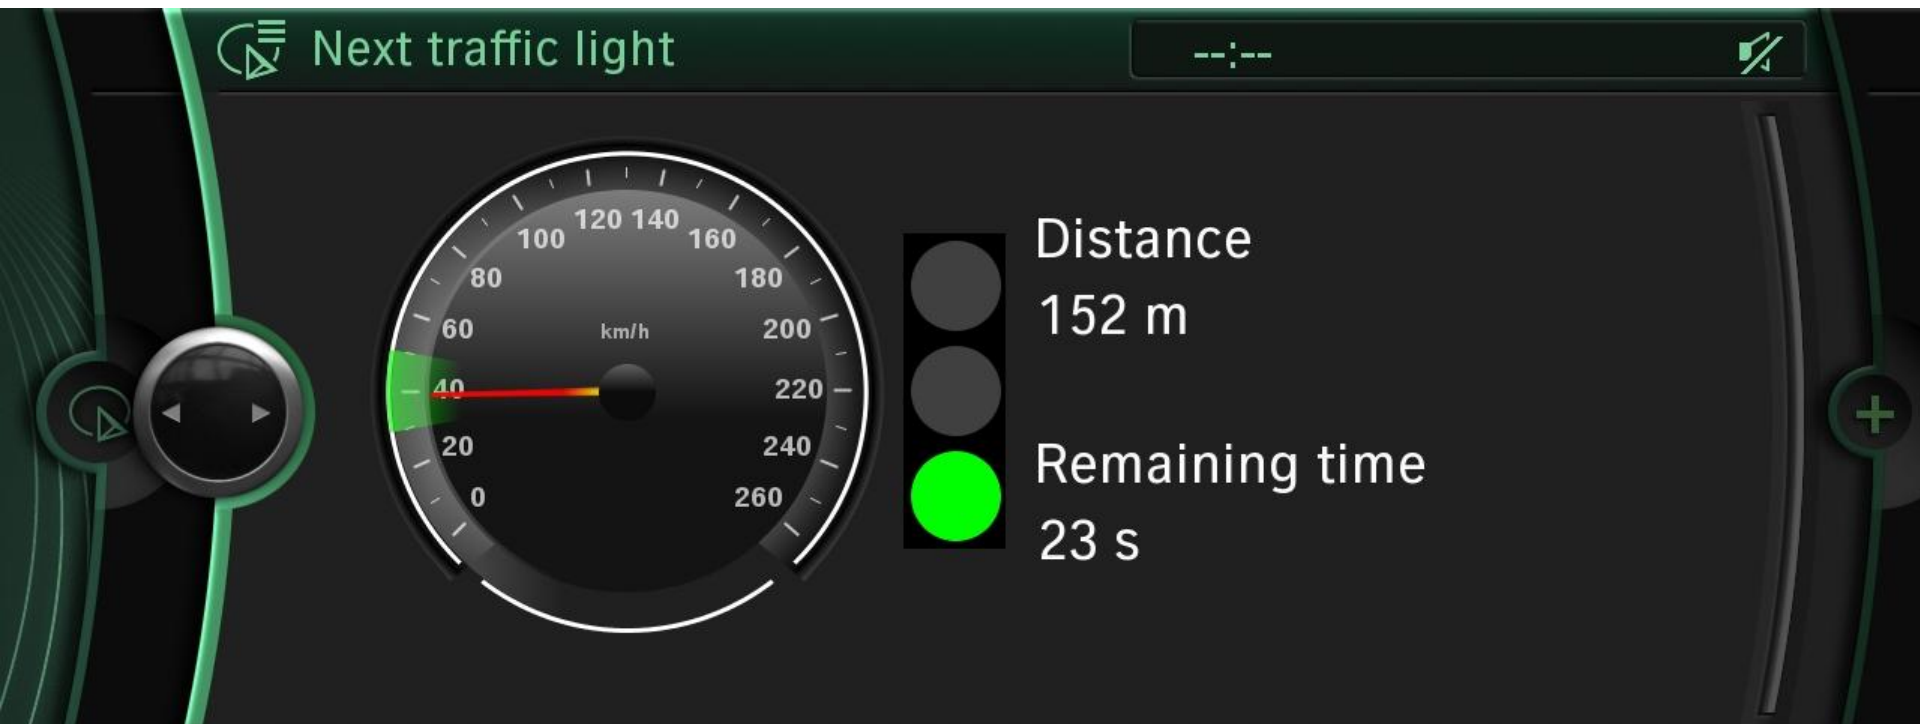 Next traffic light
--:--
120 140
100 160
80 180
60 km/h 200
40 220
20 240
0 260
Distance
152 m
Remaining time
23 s